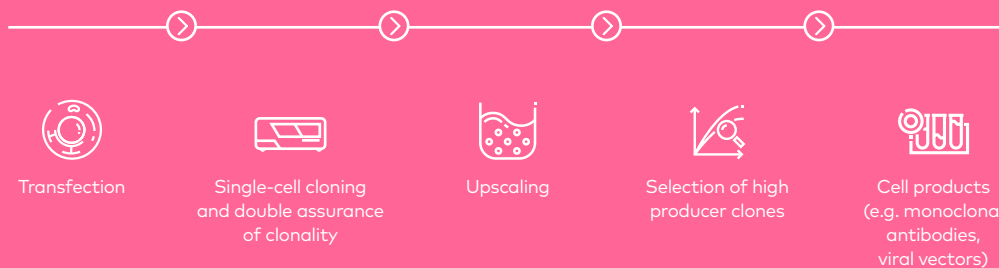 Transfection
Single-cell cloning
and double assurance
of clonality
Upscaling
Selection of high
producer clones
Cell products
(e.g. monoclona
antibodies,
viral vectors)